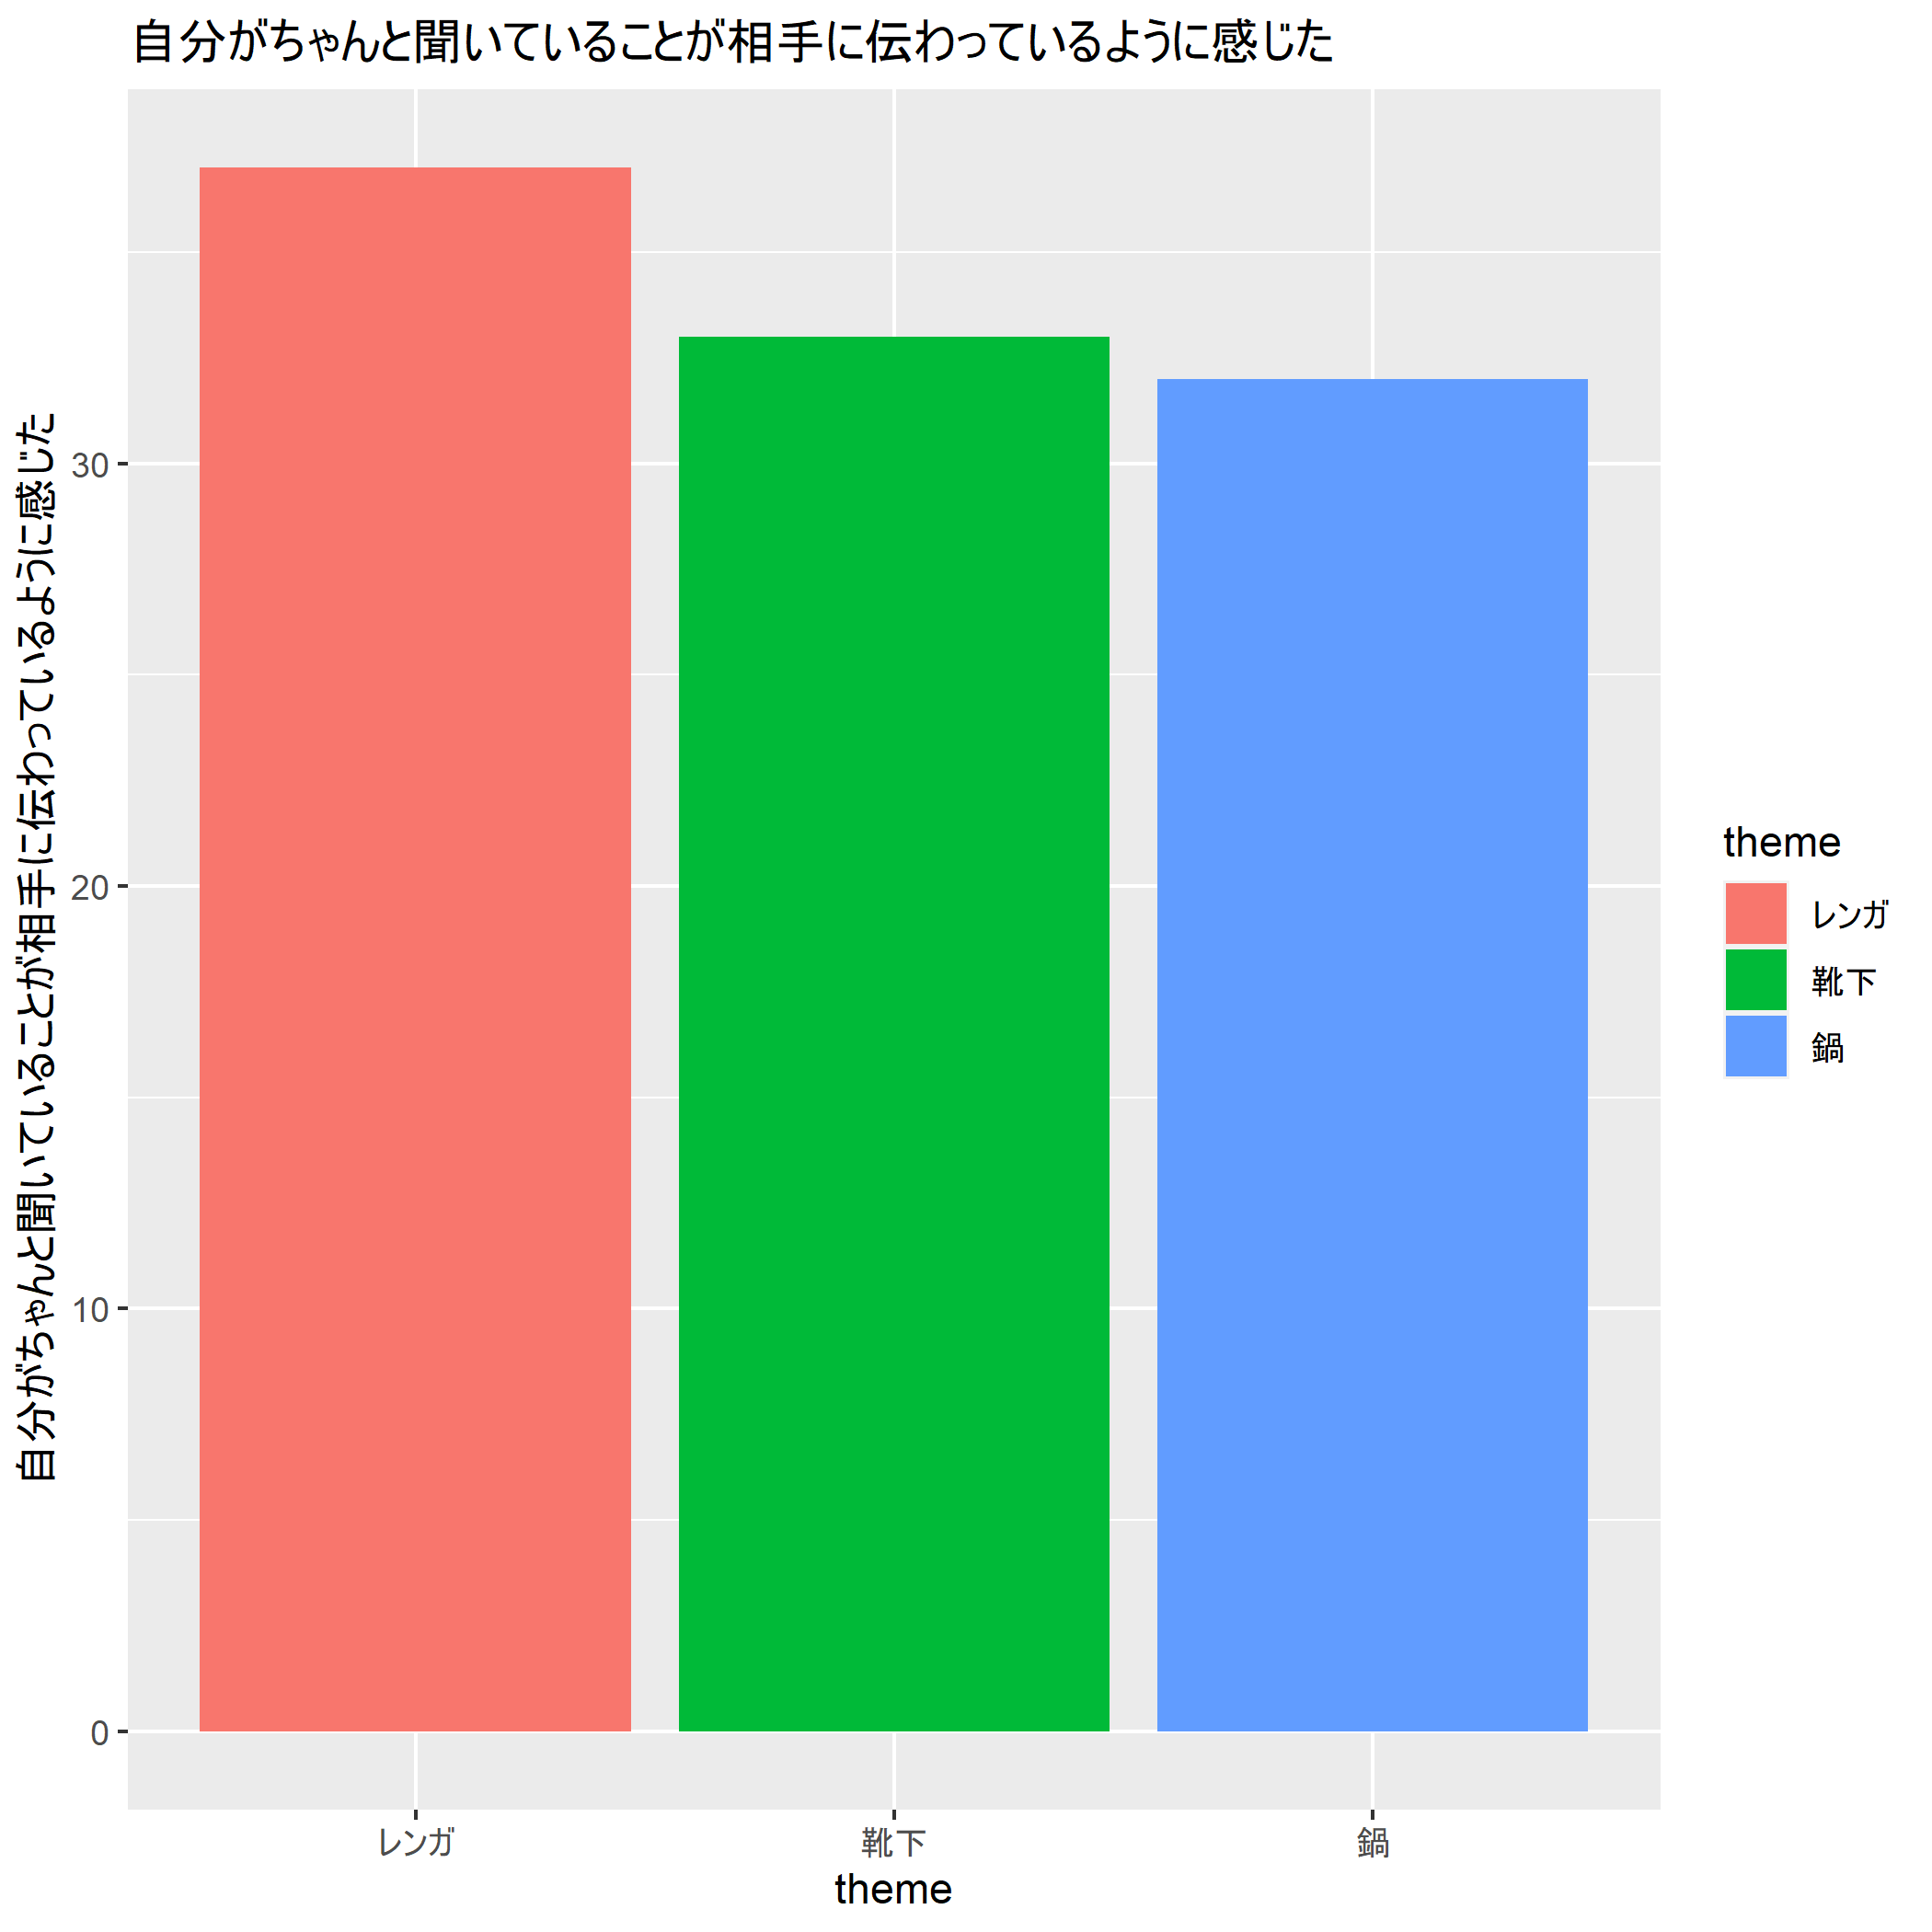 自分がちゃんと聞いていることが相手に伝わっているように感じた
自分がちゃんと聞いていることが相手に伝わっているように感じた
30
20
10
0
レンガ
靴下
鍋
theme
theme
レンガ
靴下
鍋